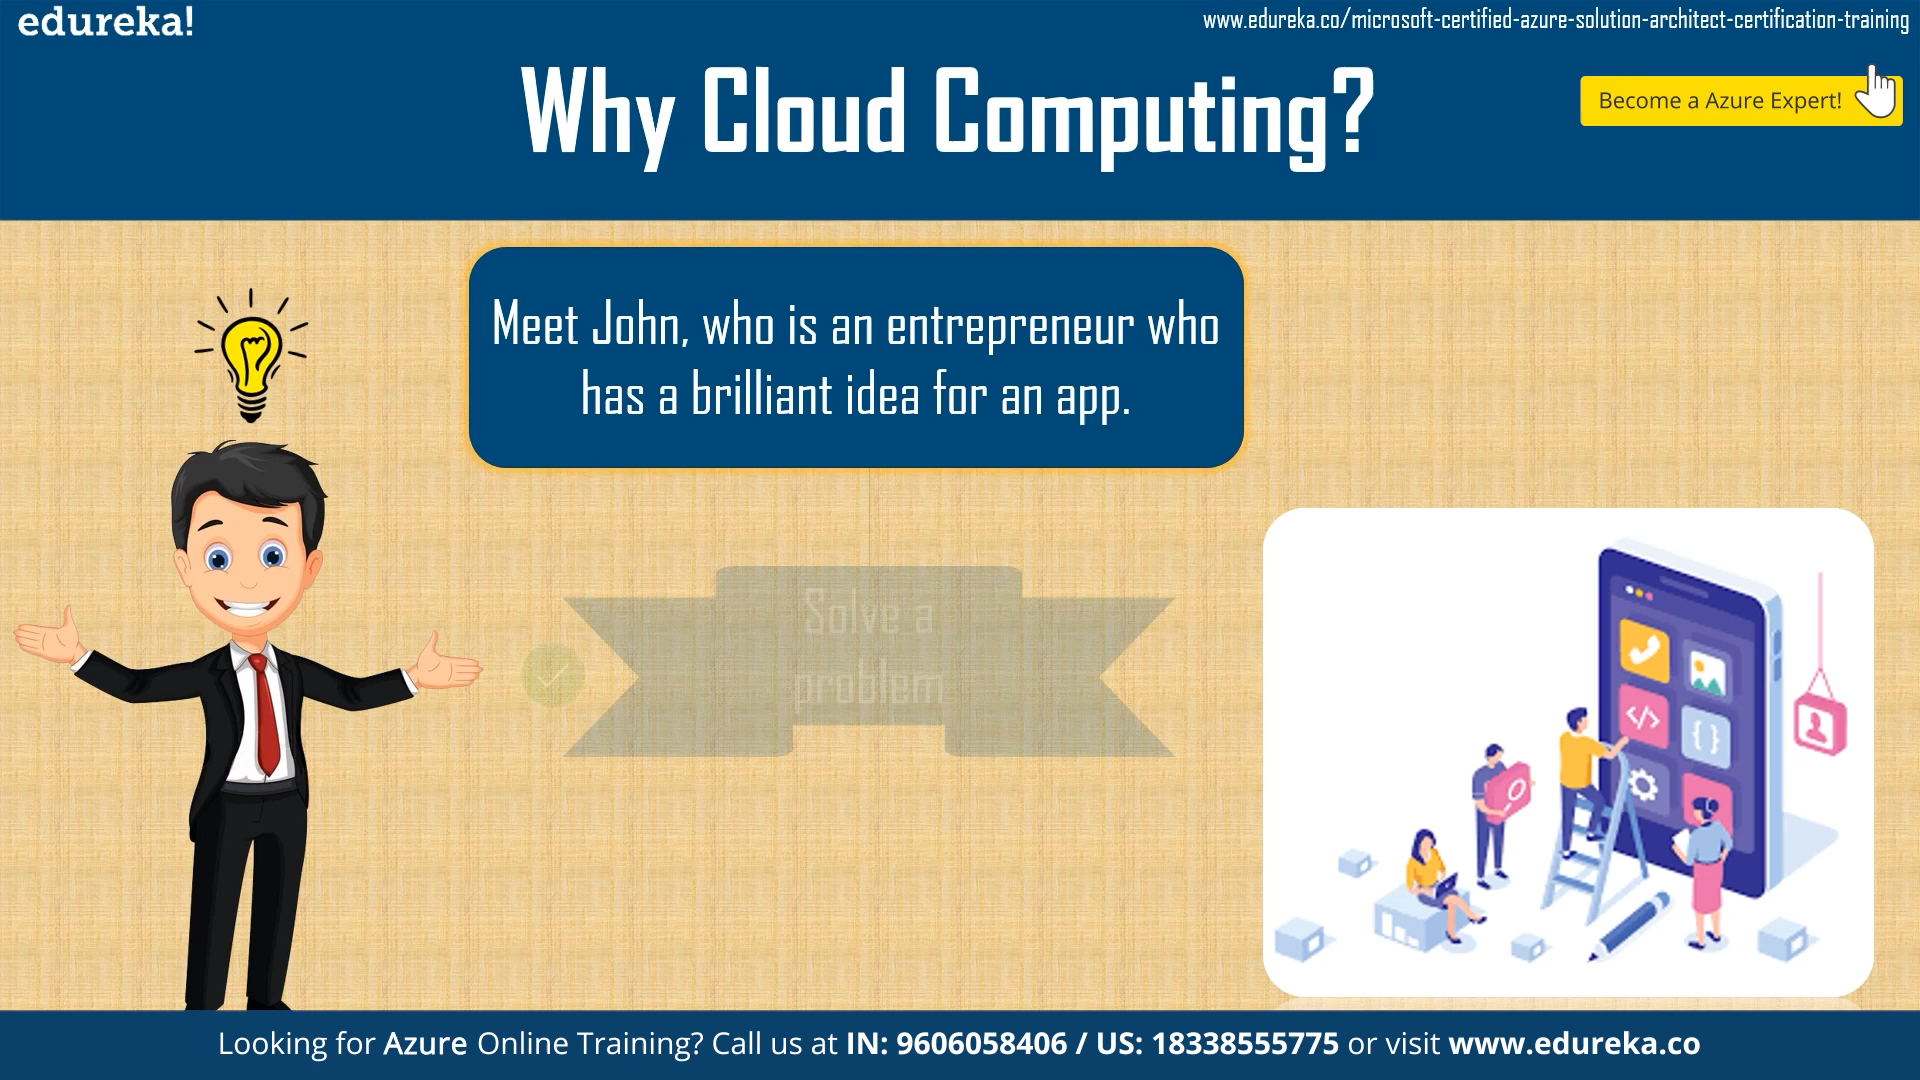 edureka!
www.edureka.co/microsoft-certified-azure-solution-architect-certification-training
Why Cloud Computing?
Become a Azure Expert!
Meet John, who is an entrepreneur who
has a brilliant idea for an app.
Solve a
problem
Looking for Azure Online Training? Call us at IN: 9606058406 / US: 18338555775 or visit www.edureka.co